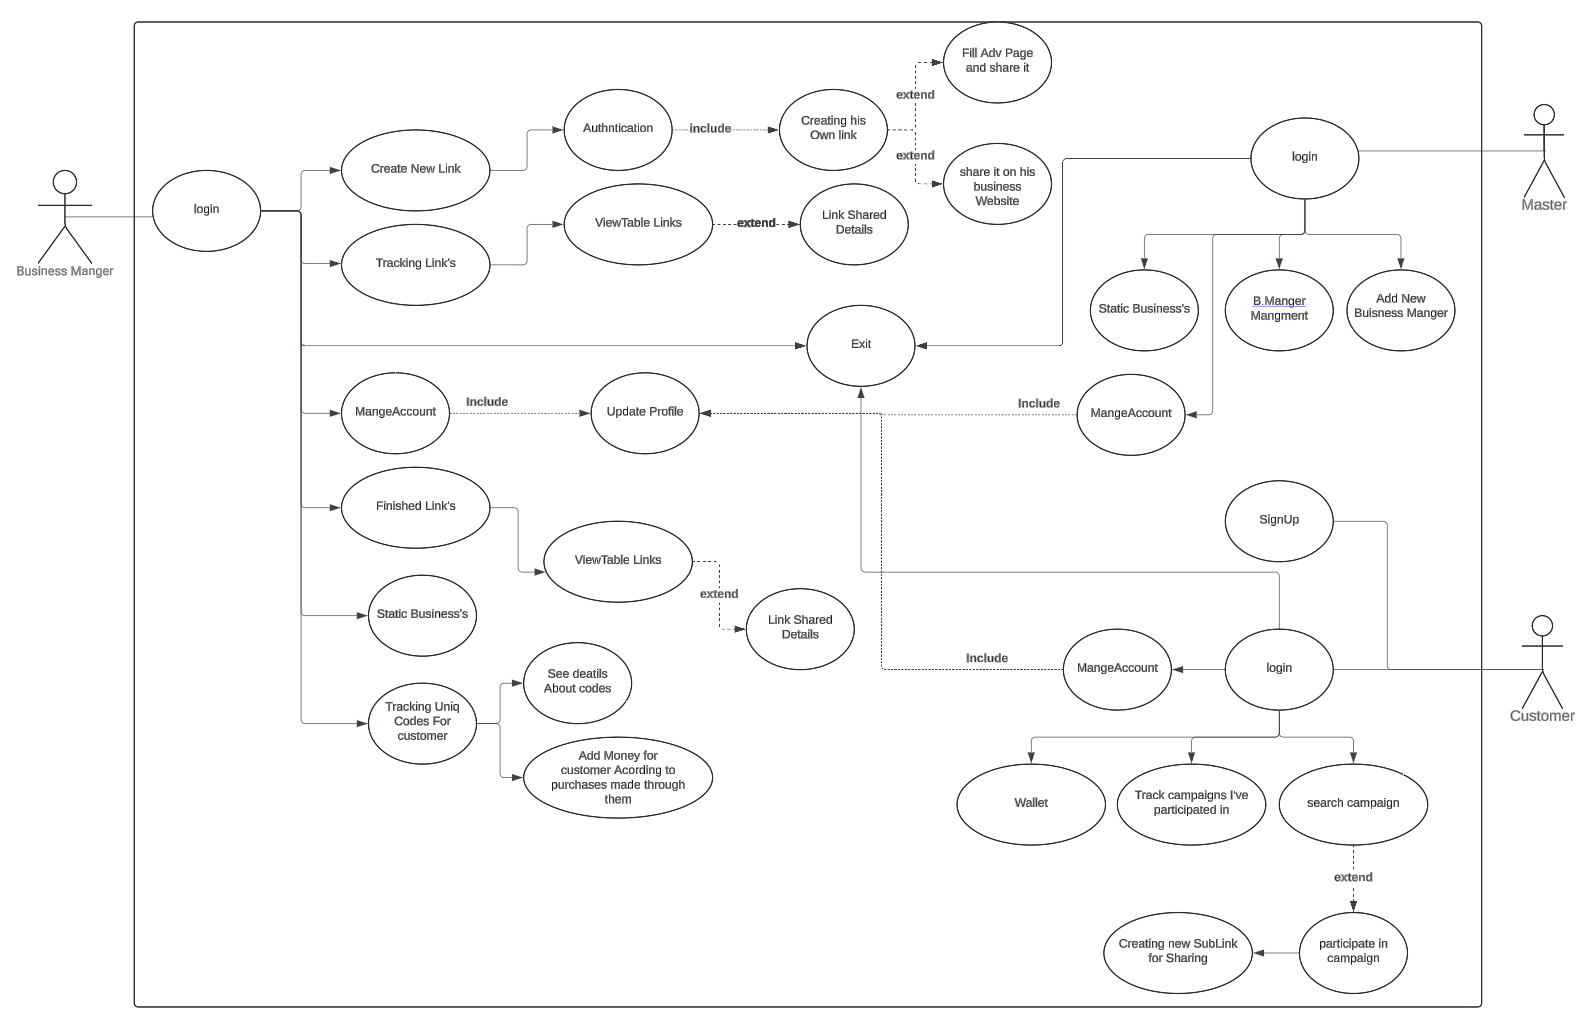 Fill Adv Page
and share it
extend
Authntication
include
Creating his
Own link
extend
share it on his
business
Website
Create New Link
login
Business Manger
ViewTable Links
extend
Link Shared
Details
Tracking Link's
login
Master
Static Business's
B.Manger
Mangment
Add New
Buisness Manger
Exit
MangeAccount
Include
Update Profile
Include
MangeAccount
Finished Link's
SignUp
ViewTable Links
extend
Link Shared
Details
Static Business's
See deatils
About codes
Tracking Uniq
Codes For
customer
Add Money for
customer Acording to
purchases made through
them
Include
MangeAccount
login
Customer
Wallet
Track campaigns I've
participated in
search campaign
extend
Creating new SubLink
for Sharing
participate in
campaign